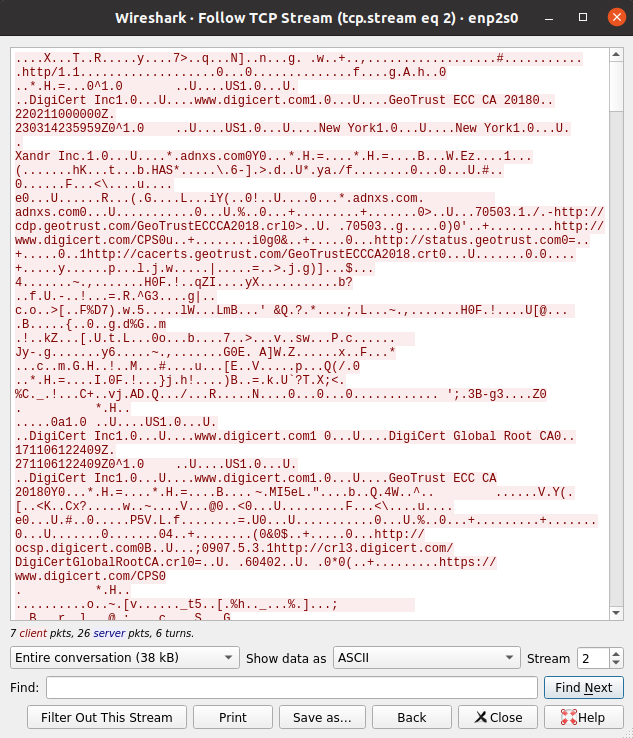 Wireshark · Follow TCP Stream (tcp.stream eq 2) · enp2s0
....X...T..R.....y....7>..q...N]..n...g. .w..+..,.................#...........
.http/1.1...................0...0..............f....g.A.h..0
..*.H.=...0^1.0 ..U....US1.0...U.
..DigiCert Inc1.0...U....www.digicert.com1.0...U....GeoTrust ECC CA 20180..
220211000000Z.
230314235959Z0^1.0 ..U....US1.0...U....New York1.0...U....New York1.0...U.
.
Xandr Inc.1.0...U....*.adnxs.com0Y0...*.H.=....*.H.=....B...W.Ez....1...
(.......hK...t...b.HAS*.....\.6-].>.d..U*.ya./f........0...0...U.#..
0......F...<\....u....
e0...U......R...(.G....L...iY(..0!..U....0...*.adnxs.com.
adnxs.com0...U...........0...U.%..0...+.........+.......0>..U...70503.1./.-http://
cdp.geotrust.com/GeoTrustECCCA2018.crl0>..U. .70503..g.....0)0'..+.........http://
www.digicert.com/CPS0u..+........i0g0&..+.....0...http://status.geotrust.com0=..
+.....0..1http://cacerts.geotrust.com/GeoTrustECCCA2018.crt0...U.......0.0....
+.....y......p...l.j.w.....|.....=..>.j.g)]...$...
4.......~.,.......H0F.!..qZI....yX...........b?
..f.U.-..!...=.R.^G3....g|..
c.o..>[..F%D7).w.5.....lW...LmB...' &Q.?.*....;.L...~.,.......H0F.!....U[@...
.B.....{..0..g.d%G..m
.!..kZ...[.U.t.L...0o...b....7..>...v..sw...P.c......
Jy-.g.......y6.....~.,.......G0E. A]W.Z......x..F...*
...c..m.G.H..!..M...#....u...[E..V.....p...Q(/.0
..*.H.=....I.0F.!...}j.h!....)B..=.k.U`?T.X;<.
%C._.!...C+..vj.AD.Q.../...R.....N....0...0...0............ ';.3B-g3....Z0
. *.H..
.....0a1.0 ..U....US1.0...U.
..DigiCert Inc1.0...U....www.digicert.com1 0...U....DigiCert Global Root CA0..
171106122409Z.
271106122409Z0^1.0 ..U....US1.0...U.
..DigiCert Inc1.0...U....www.digicert.com1.0...U....GeoTrust ECC CA
20180Y0...*.H.=....*.H.=....B.... ~.MI5eL."....b..Q.4W..^.. ......V.Y(.
[..<K..Cx?.....w..~....V...@0..<0...U.........F...<\....u....
e0...U.#..0.....P5V.L.f........=.U0...U...........0...U.%..0...+.........+.......
0...U.......0.......04..+.......(0&0$..+.....0...http://
ocsp.digicert.com0B..U...;0907.5.3.1http://crl3.digicert.com/
DigiCertGlobalRootCA.crl0=..U. .60402..U. .0*0(..+.........https://
www.digicert.com/CPS0
. *.H..
..........o..~.[v......_t5..[.%h.._...%.]...;
7 client pkts, 26 server pkts, 6 turns.
Entire conversation (38 kB) Show data as ASCII Stream 2
Find: Find Next
Filter Out This Stream Print Save as… Back Close Help